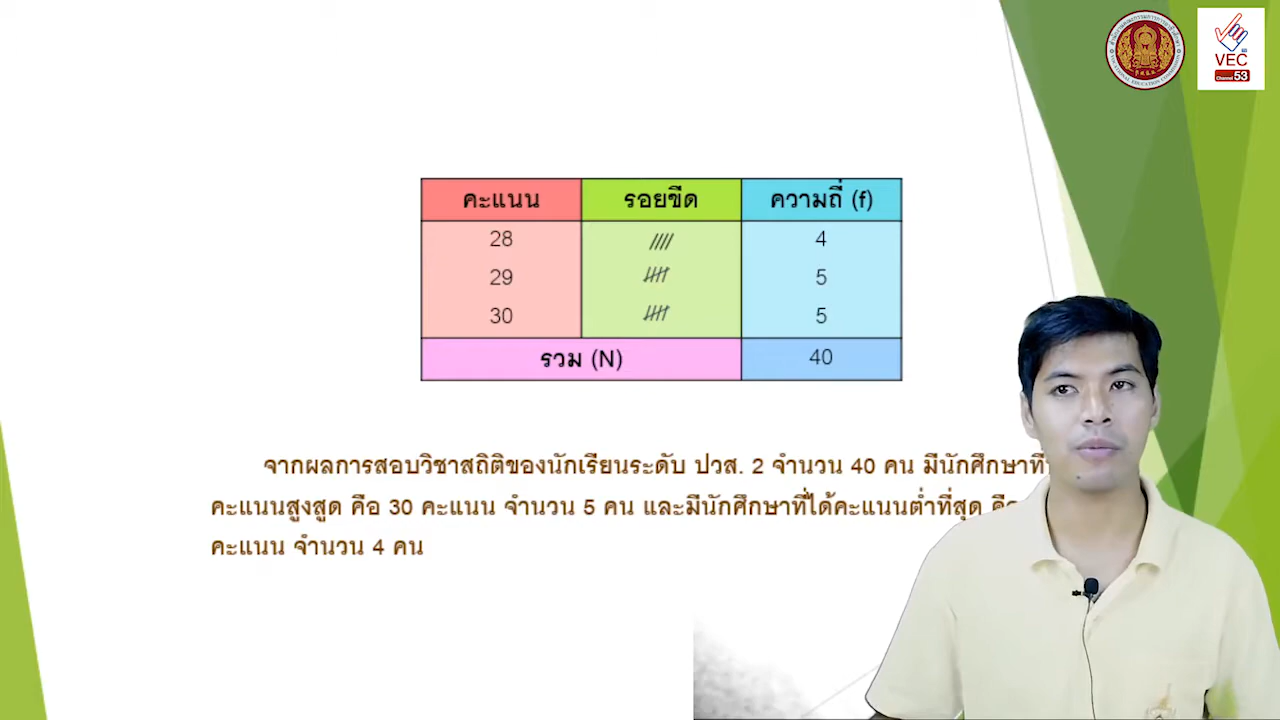 VEC
Channel 53
คะแนน รอยขีด ความถี่ (f)
28 4
29 5
30 5
รวม (N) 40
จากผลการสอบวิชาสถิติของนักเรียนระดับ ปวส. 2 จำนวน 40 คน มีนักศึกษา
คะแนนสูงสูด คือ 30 คะแนน จำนวน 5 คน และมีนักศึกษาที่ได้คะแนนต่ำที่สุด
คะแนน จำนวน 4 คน